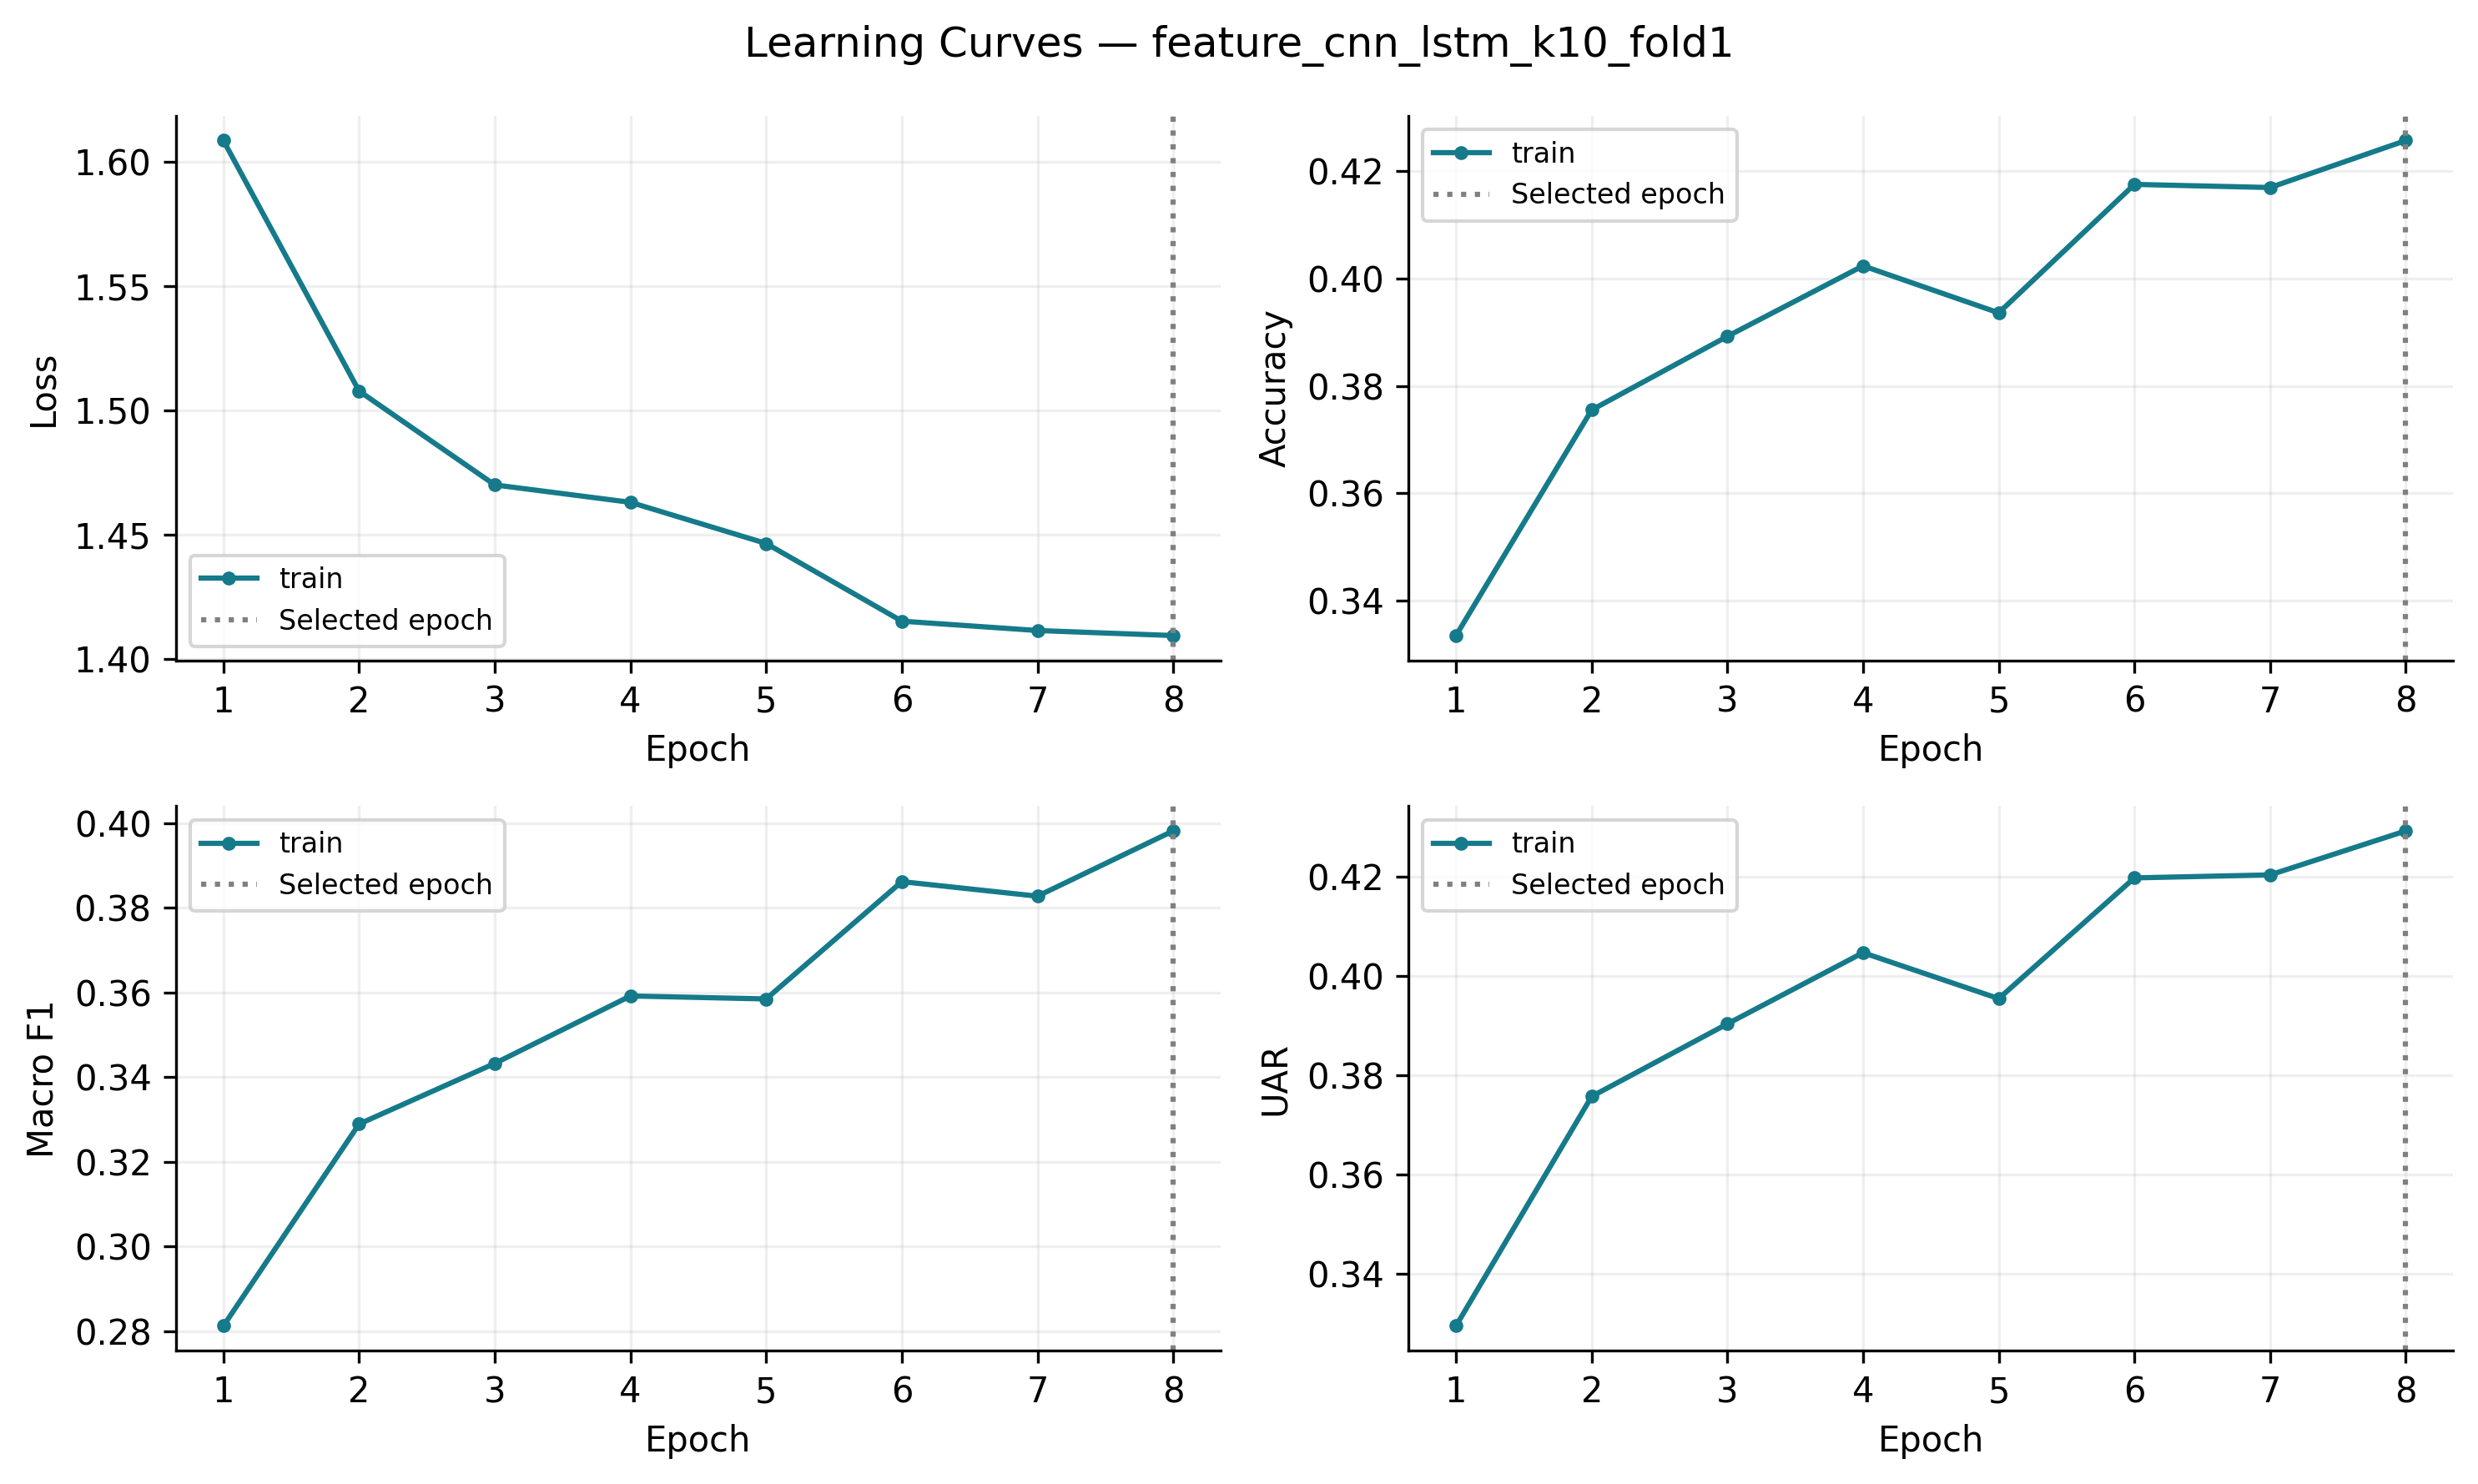 Learning Curves — feature_cnn_lstm_k10_fold1
Loss
1.60
1.55
1.50
1.45
1.40
train
Selected epoch
1 2 3 4 5 6 7 8
Epoch
Accuracy
0.42
0.40
0.38
0.36
0.34
train
Selected epoch
1 2 3 4 5 6 7 8
Epoch
Macro F1
0.40
0.38
0.36
0.34
0.32
0.30
0.28
train
Selected epoch
1 2 3 4 5 6 7 8
Epoch
UAR
0.42
0.40
0.38
0.36
0.34
train
Selected epoch
1 2 3 4 5 6 7 8
Epoch